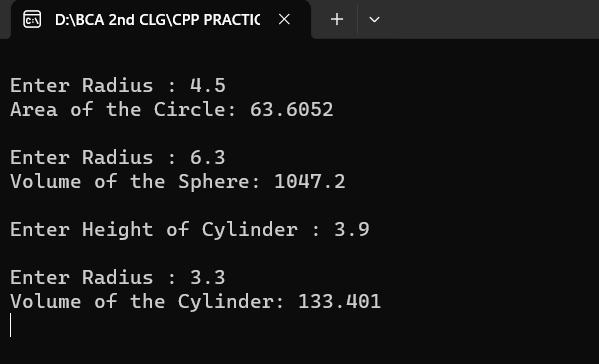 D:\BCA 2nd CLG\CPP PRACTIC
Enter Radius : 4.5
Area of the Circle: 63.6052
Enter Radius : 6.3
Volume of the Sphere: 1047.2
Enter Height of Cylinder : 3.9
Enter Radius : 3.3
Volume of the Cylinder: 133.401